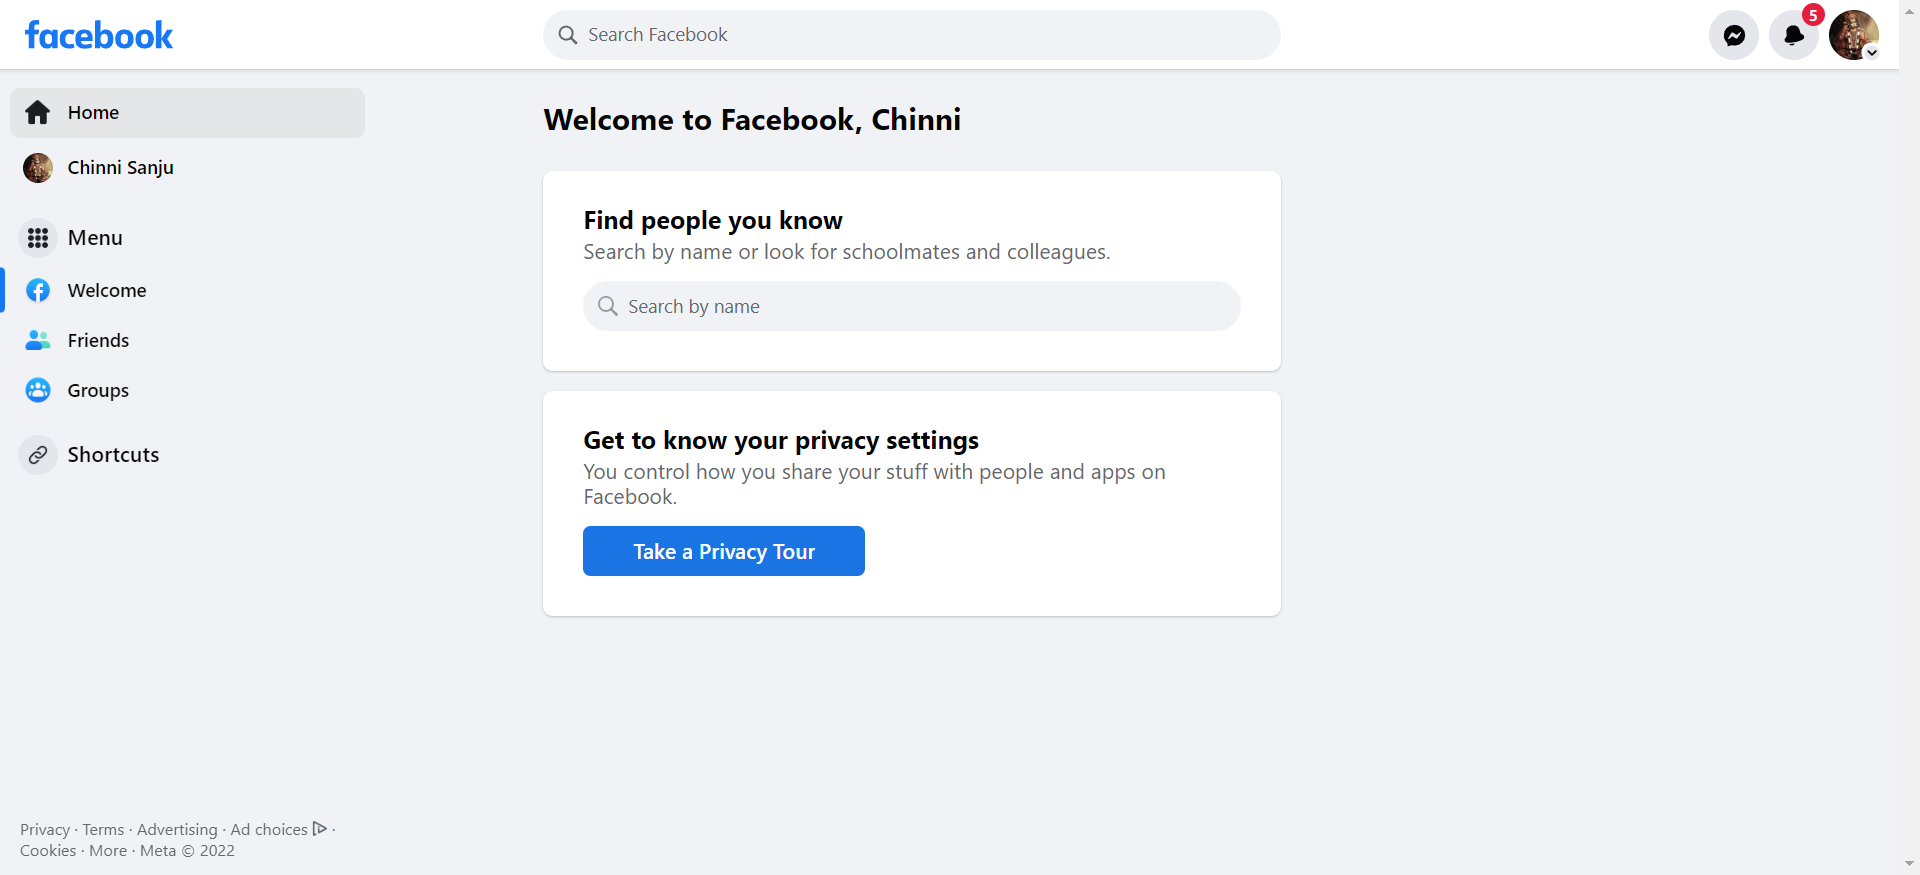 facebook
Search Facebook
5
Home
Chinni Sanju
Menu
Welcome
Friends
Groups
Shortcuts
Welcome to Facebook, Chinni
Find people you know
Search by name or look for schoolmates and colleagues.
Search by name
Get to know your privacy settings
You control how you share your stuff with people and apps on
Facebook.
Take a Privacy Tour
Privacy · Terms · Advertising · Ad choices ·
Cookies · More · Meta © 2022